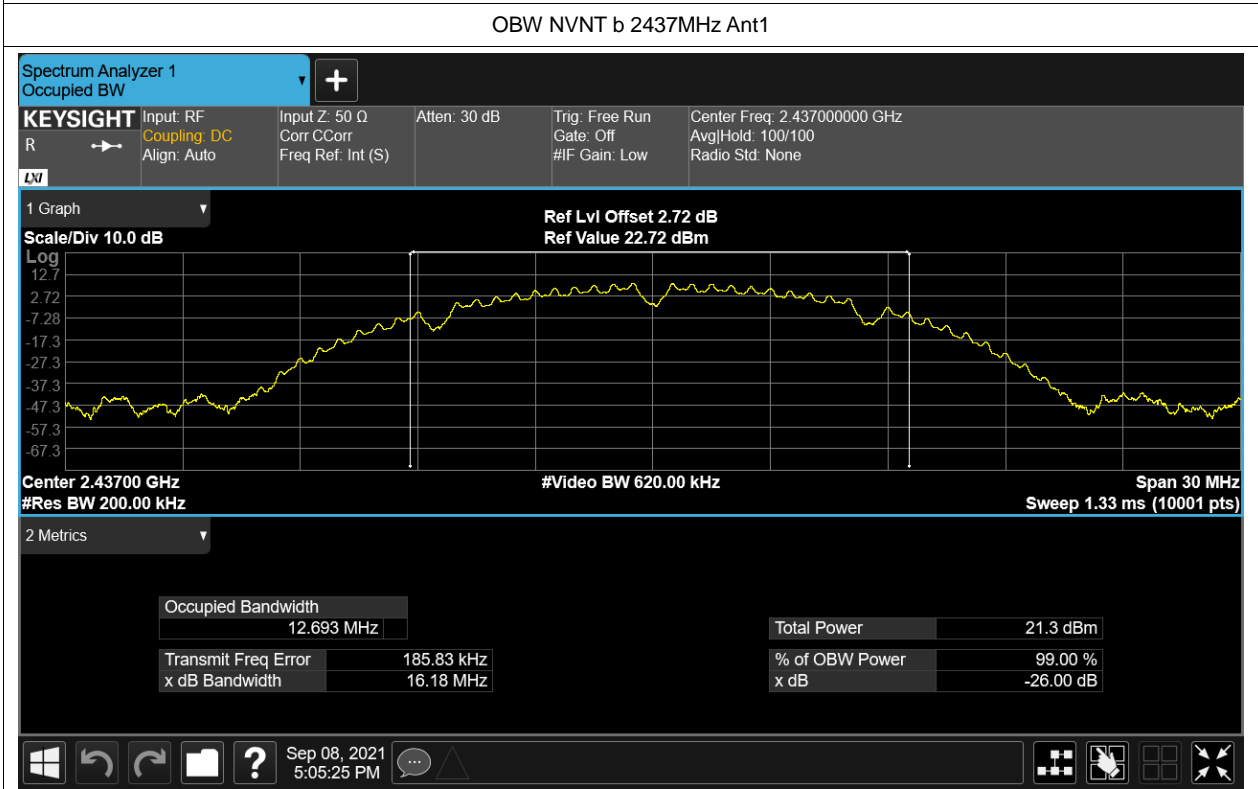 OBW NVNT b 2437MHz Ant1
Spectrum Analyzer 1
Occupied BW
KEYSIGHT
R
LXI
Input: RF
Coupling: DC
Align: Auto
Input Z: 50 Ω
Corr CCorr
Freq Ref: Int (S)
Atten: 30 dB
Trig: Free Run
Gate: Off
#IF Gain: Low
Center Freq: 2.437000000 GHz
Avg|Hold: 100/100
Radio Std: None
1 Graph
Scale/Div 10.0 dB
Ref Lvl Offset 2.72 dB
Ref Value 22.72 dBm
Log
12.7
2.72
-7.28
-17.3
-27.3
-37.3
-47.3
-57.3
-67.3
Center 2.43700 GHz
#Video BW 620.00 kHz
Span 30 MHz
#Res BW 200.00 kHz
Sweep 1.33 ms (10001 pts)
2 Metrics
Occupied Bandwidth
12.693 MHz
Total Power 21.3 dBm
Transmit Freq Error 185.83 kHz
% of OBW Power 99.00 %
x dB Bandwidth 16.18 MHz
x dB -26.00 dB
Sep 08, 2021
5:05:25 PM